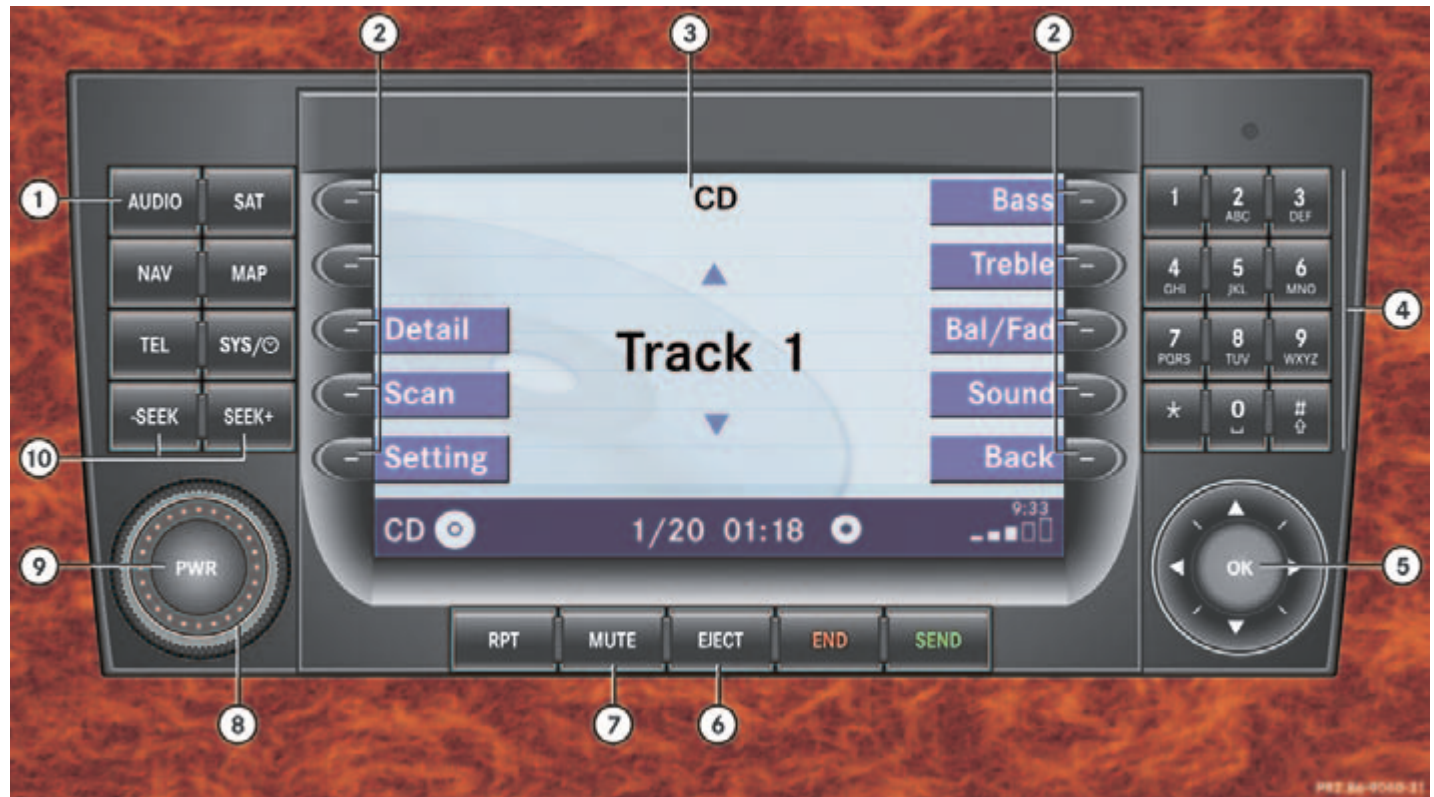 2
3
2
1
AUDIO
SAT
NAV
MAP
TEL
SYS/
-SEEK
SEEK+
10
PWR
9
8
CD
Track 1
Detail
Scan
Setting
Bass
Treble
Bal/Fad
Sound
Back
CD
1/20 01:18
9:33
1
2
ABC
3
DEF
4
GHI
5
JKL
6
MNO
7
PQRS
8
TUV
9
WXYZ
*
0
#
4
OK
5
RPT
MUTE
EJECT
END
SEND
7
6